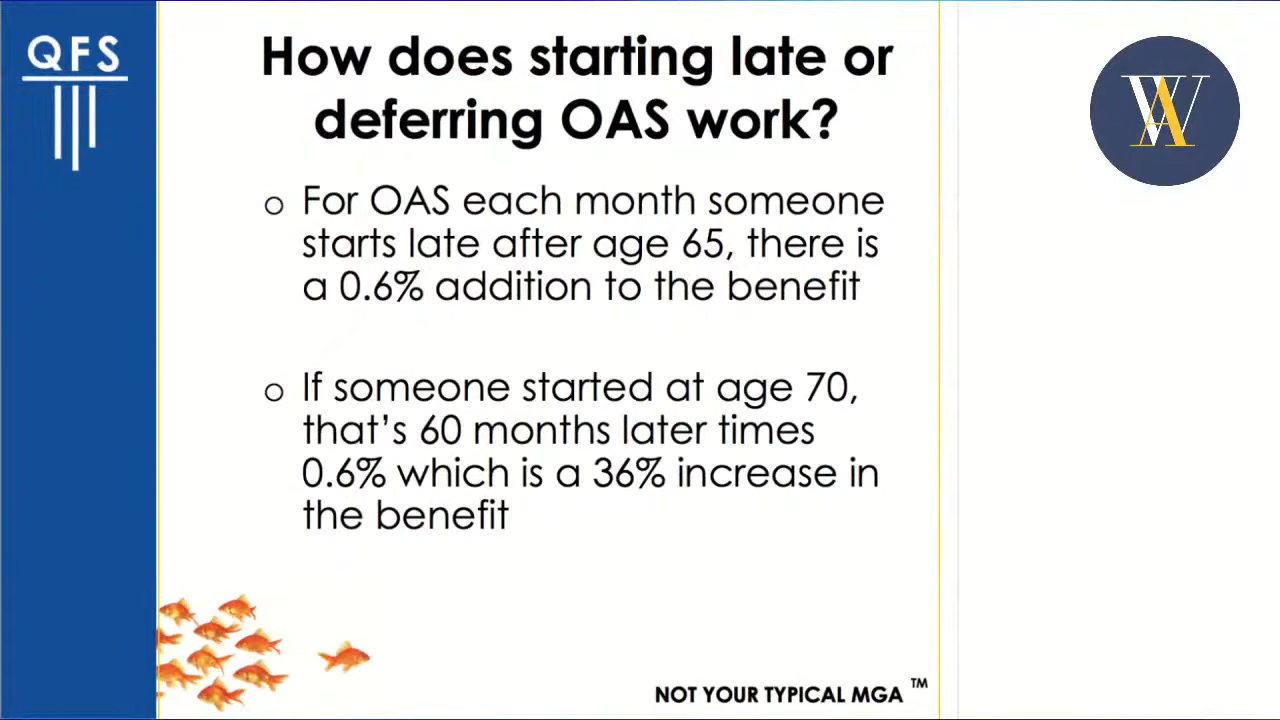 QFS
How does starting late or
deferring OAS work?
WA
o For OAS each month someone
starts late after age 65, there is
a 0.6% addition to the benefit
o If someone started at age 70,
that's 60 months later times
0.6% which is a 36% increase in
the benefit
NOT YOUR TYPICAL MGA ™